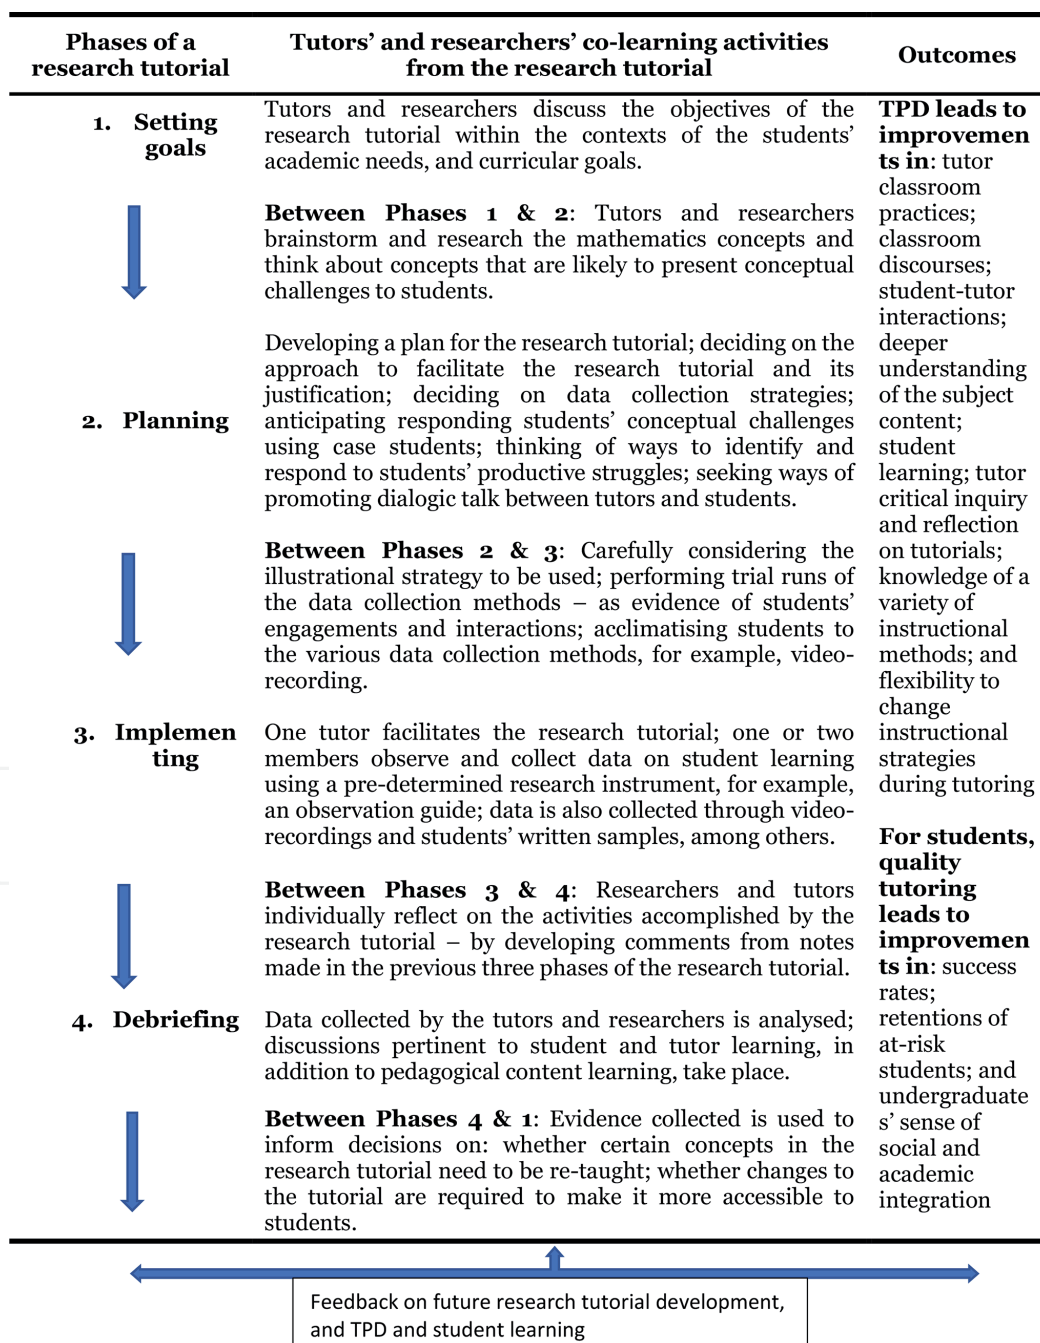 Phases of a
research tutorial
Tutors’ and researchers’ co-learning activities
from the research tutorial
Outcomes
1. Setting
goals
Tutors and researchers discuss the objectives of the
research tutorial within the contexts of the students’
academic needs, and curricular goals.
Between Phases 1 & 2: Tutors and researchers
brainstorm and research the mathematics concepts and
think about concepts that are likely to present conceptual
challenges to students.
2. Planning
Developing a plan for the research tutorial; deciding on the
approach to facilitate the research tutorial and its
justification; deciding on data collection strategies;
anticipating responding students’ conceptual challenges
using case students; thinking of ways to identify and
respond to students’ productive struggles; seeking ways of
promoting dialogic talk between tutors and students.
Between Phases 2 & 3: Carefully considering the
illustrational strategy to be used; performing trial runs of
the data collection methods – as evidence of students’
engagements and interactions; acclimatising students to
the various data collection methods, for example, video-
recording.
3. Implemen
ting
One tutor facilitates the research tutorial; one or two
members observe and collect data on student learning
using a pre-determined research instrument, for example,
an observation guide; data is also collected through video-
recordings and students’ written samples, among others.
Between Phases 3 & 4: Researchers and tutors
individually reflect on the activities accomplished by the
research tutorial – by developing comments from notes
made in the previous three phases of the research tutorial.
4. Debriefing
Data collected by the tutors and researchers is analysed;
discussions pertinent to student and tutor learning, in
addition to pedagogical content learning, take place.
Between Phases 4 & 1: Evidence collected is used to
inform decisions on: whether certain concepts in the
research tutorial need to be re-taught; whether changes to
the tutorial are required to make it more accessible to
students.
TPD leads to
improvemen
ts in: tutor
classroom
practices;
classroom
discourses;
student-tutor
interactions;
deeper
understanding
of the subject
content;
student
learning; tutor
critical inquiry
and reflection
on tutorials;
knowledge of a
variety of
instructional
methods; and
flexibility to
change
instructional
strategies
during tutoring
For students,
quality
tutoring
leads to
improvemen
ts in: success
rates;
retentions of
at-risk
students; and
undergraduate
s’ sense of
social and
academic
integration
Feedback on future research tutorial development,
and TPD and student learning